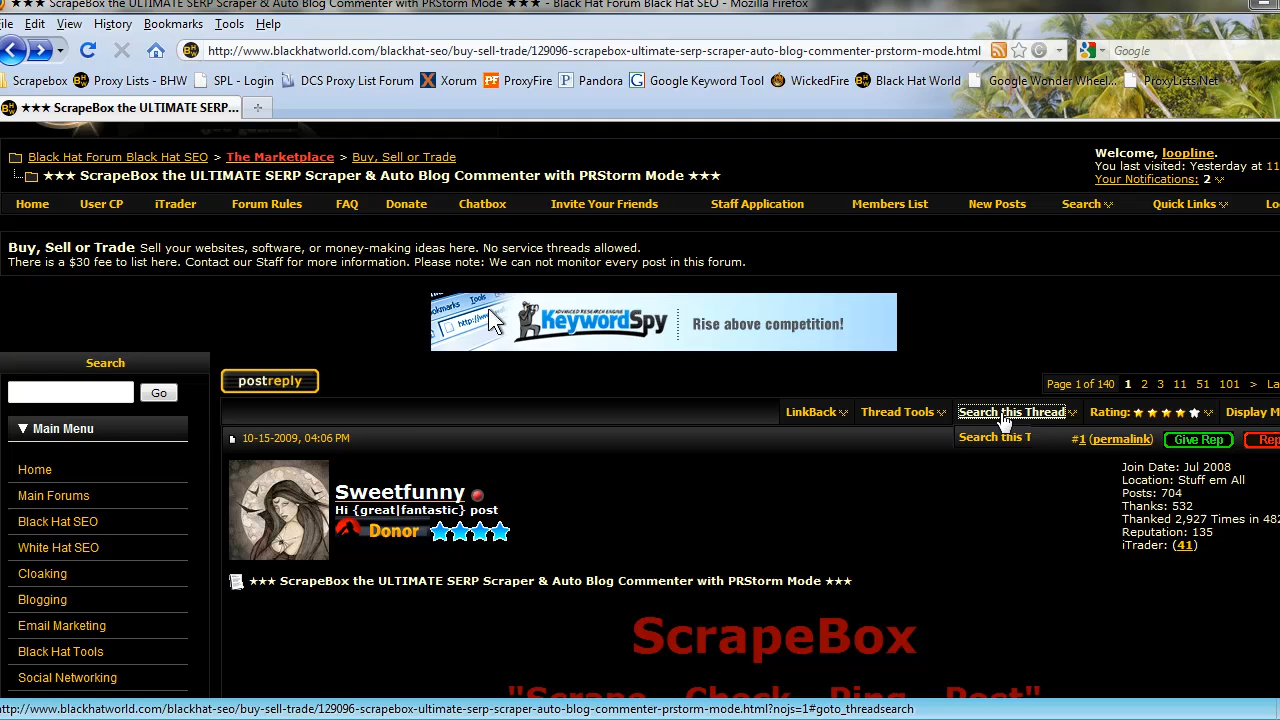 ★★★ ScrapeBox the ULTIMATE SERP Scraper & Auto Blog Commenter with PRStorm Mode ★★★ - Black Hat Forum Black Hat SEO - Mozilla Firefox
Edit View History Bookmarks Tools Help
http://www.blackhatworld.com/blackhat-seo/buy-sell-trade/129096-scrapebox-ultimate-serp-scraper-auto-blog-commenter-prstorm-mode.html Google
Scrapebox Proxy Lists - BHW SPL - Login DCS Proxy List Forum Xorum ProxyFire Pandora Google Keyword Tool WickedFire Black Hat World Google Wonder Wheel... ProxyLists.Net
★★★ ScrapeBox the ULTIMATE SERP...
Black Hat Forum Black Hat SEO > The Marketplace > Buy, Sell or Trade
★★★ ScrapeBox the ULTIMATE SERP Scraper & Auto Blog Commenter with PRStorm Mode ★★★
Welcome, loopline.
You last visited: Yesterday at 11
Your Notifications: 2
Home User CP iTrader Forum Rules FAQ Donate Chatbox Invite Your Friends Staff Application Members List New Posts Search Quick Links Lo
Buy, Sell or Trade Sell your websites, software, or money-making ideas here. No service threads allowed.
There is a $30 fee to list here. Contact our Staff for more information. Please note: We can not monitor every post in this forum.
Tools
http://ww
ADVANCED RESEARCH ENGINE
KeywordSpy Rise above competition!
Search
Go
Main Menu
Home
Main Forums
Black Hat SEO
White Hat SEO
Cloaking
Blogging
Email Marketing
Black Hat Tools
Social Networking
postreply
Page 1 of 140 1 2 3 11 51 101 > La
LinkBack Thread Tools Search this Thread Rating: Display M
Search this T
10-15-2009, 04:06 PM #1 (permalink) Give Rep Rep
Sweetfunny
Hi {great|fantastic} post
Donor
Join Date: Jul 2008
Location: Stuff em All
Posts: 704
Thanks: 532
Thanked 2,927 Times in 482
Reputation: 135
iTrader: (41)
★★★ ScrapeBox the ULTIMATE SERP Scraper & Auto Blog Commenter with PRStorm Mode ★★★
ScrapeBox
"Scrape - Check - Ping - Post"
http://www.blackhatworld.com/blackhat-seo/buy-sell-trade/129096-scrapebox-ultimate-serp-scraper-auto-blog-commenter-prstorm-mode.html?nojs=1#goto_threadsearch